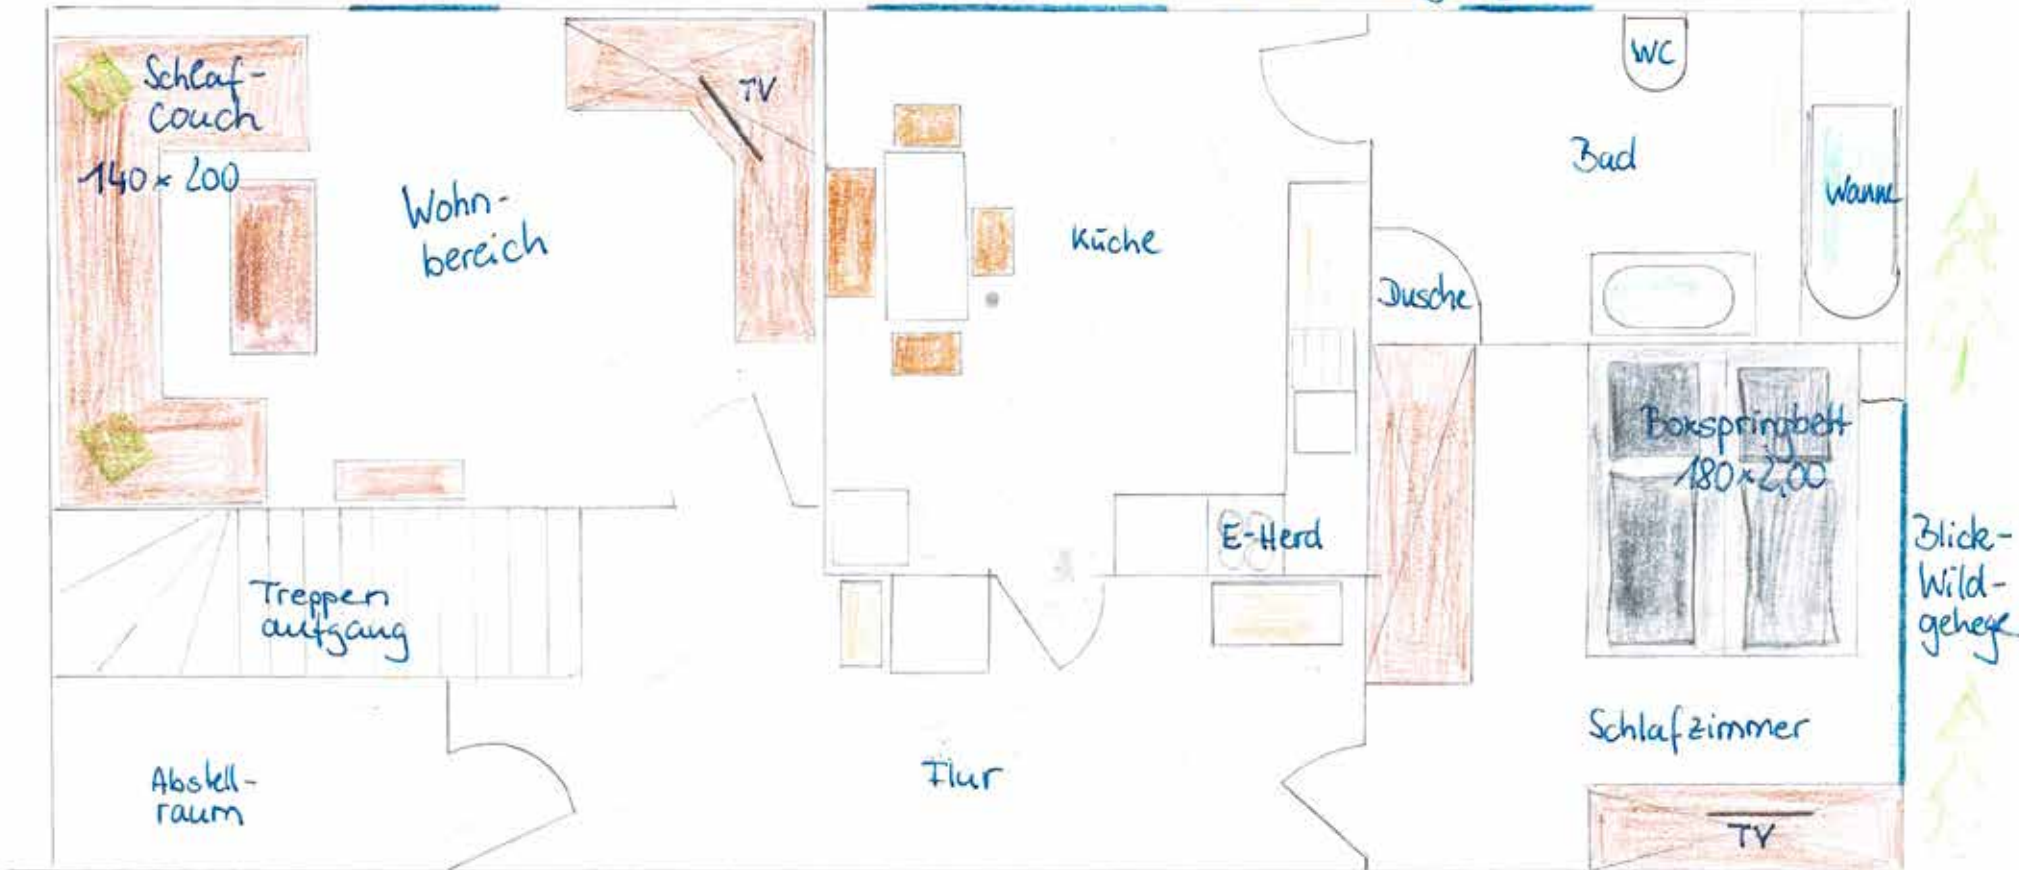 Schlaf-
Couch
140 x 200
TV
Wohn-
bereich
Küche
WC
Bad
Wanne
Dusche
Boxspringbett
180 x 2,00
E-Herd
Treppen
aufgang
Blick-
Wild-
gehege
Schlafzimmer
Abstell-
raum
Flur
TV